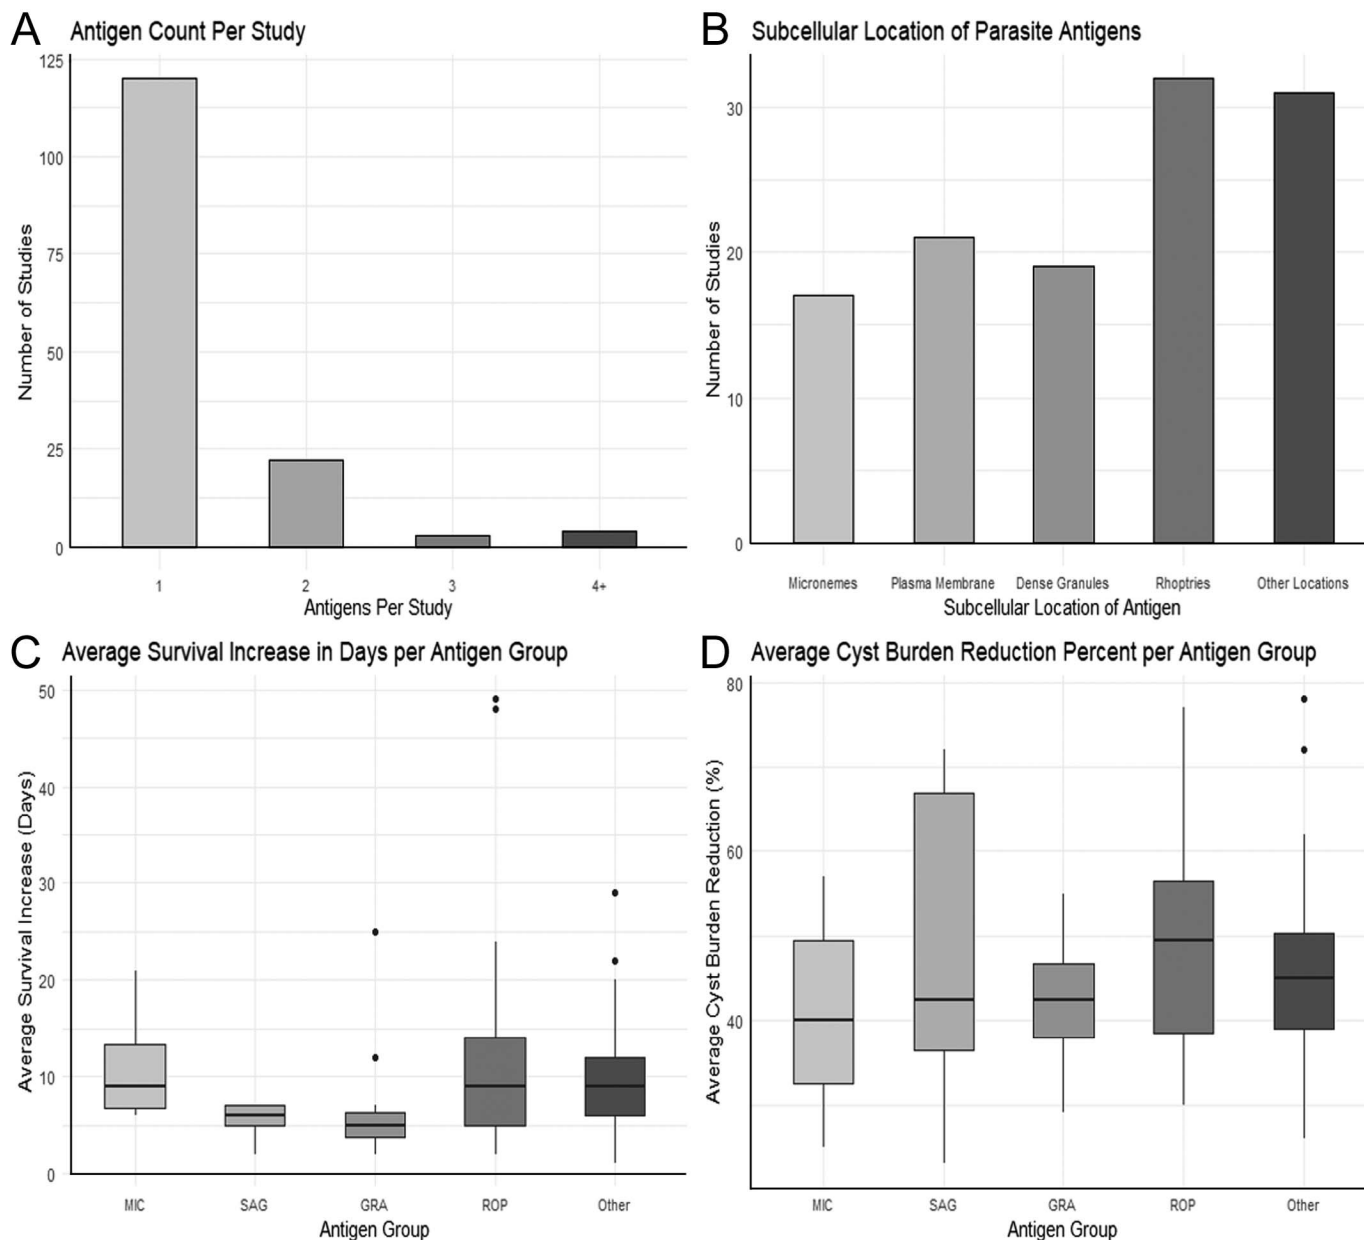 A Antigen Count Per Study
125
100
75
50
25
0
Number of Studies
1 2 3 4+
Antigens Per Study
B Subcellular Location of Parasite Antigens
30
20
10
0
Number of Studies
Micronemes Plasma Membrane Dense Granules Rhoptries Other Locations
Subcellular Location of Antigen
C Average Survival Increase in Days per Antigen Group
50
40
30
20
10
0
Average Survival Increase (Days)
MIC SAG GRA ROP Other
Antigen Group
D Average Cyst Burden Reduction Percent per Antigen Group
80
60
40
Average Cyst Burden Reduction (%)
MIC SAG GRA ROP Other
Antigen Group